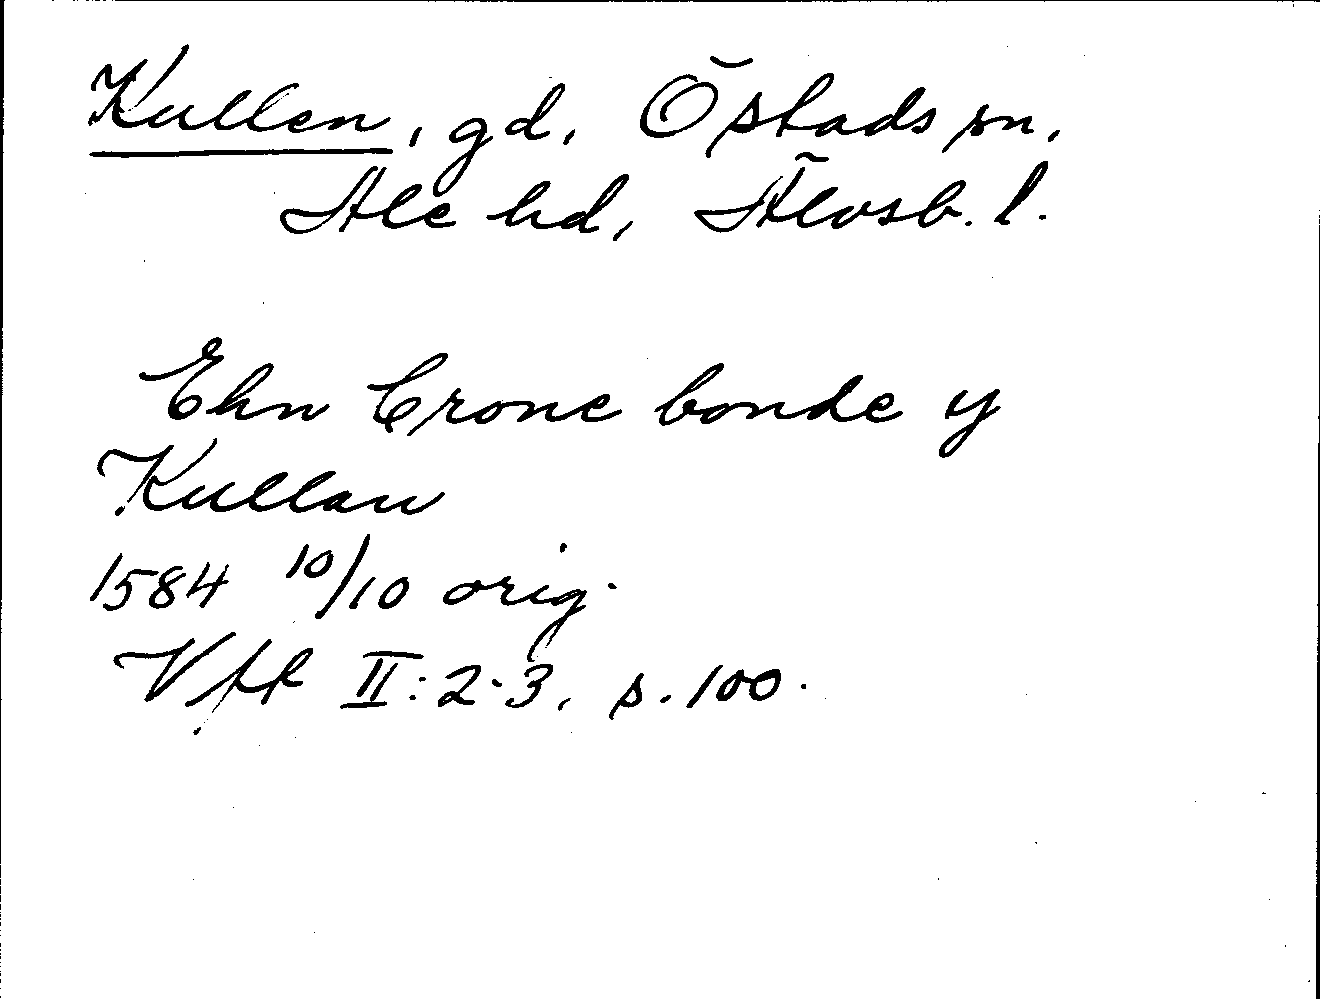 Kullen, gd, Östads sn,
Ale hd, Älvsb. l.
Ehn Crone bonde y
Kullan
1584 10/10 orig.
Vff II:2-3, s. 100.